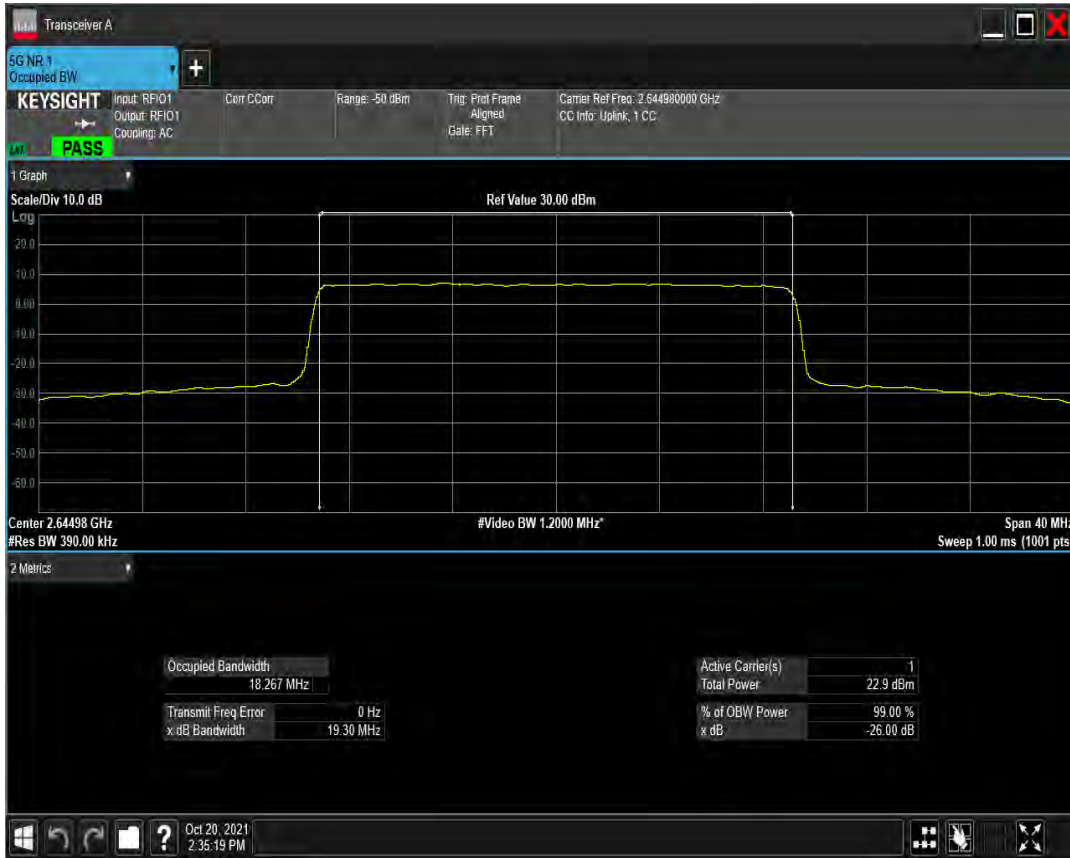 Transceiver A
5G NR 1
Occupied BW
+
KEYSIGHT
PASS
Input: RFIO1
Output: RFIO1
Coupling: AC
Corr CCorr
Range: -50 dBm
Trig: Prot Frame
Aligned
Gate: FFT
Carrier Ref Freq: 2.644980000 GHz
CC Info: Uplink, 1 CC
1 Graph
Scale/Div 10.0 dB
Ref Value 30.00 dBm
Log
20.0
10.0
0.00
-10.0
-20.0
-30.0
-40.0
-50.0
-60.0
Center 2.64498 GHz
#Video BW 1.2000 MHz*
Span 40 MHz
#Res BW 390.00 kHz
Sweep 1.00 ms (1001 pts
2 Metrics
Occupied Bandwidth
18.267 MHz
Transmit Freq Error 0 Hz
x dB Bandwidth 19.30 MHz
Active Carrier(s) 1
Total Power 22.9 dBm
% of OBW Power 99.00 %
x dB -26.00 dB
?
Oct 20, 2021
2:35:19 PM